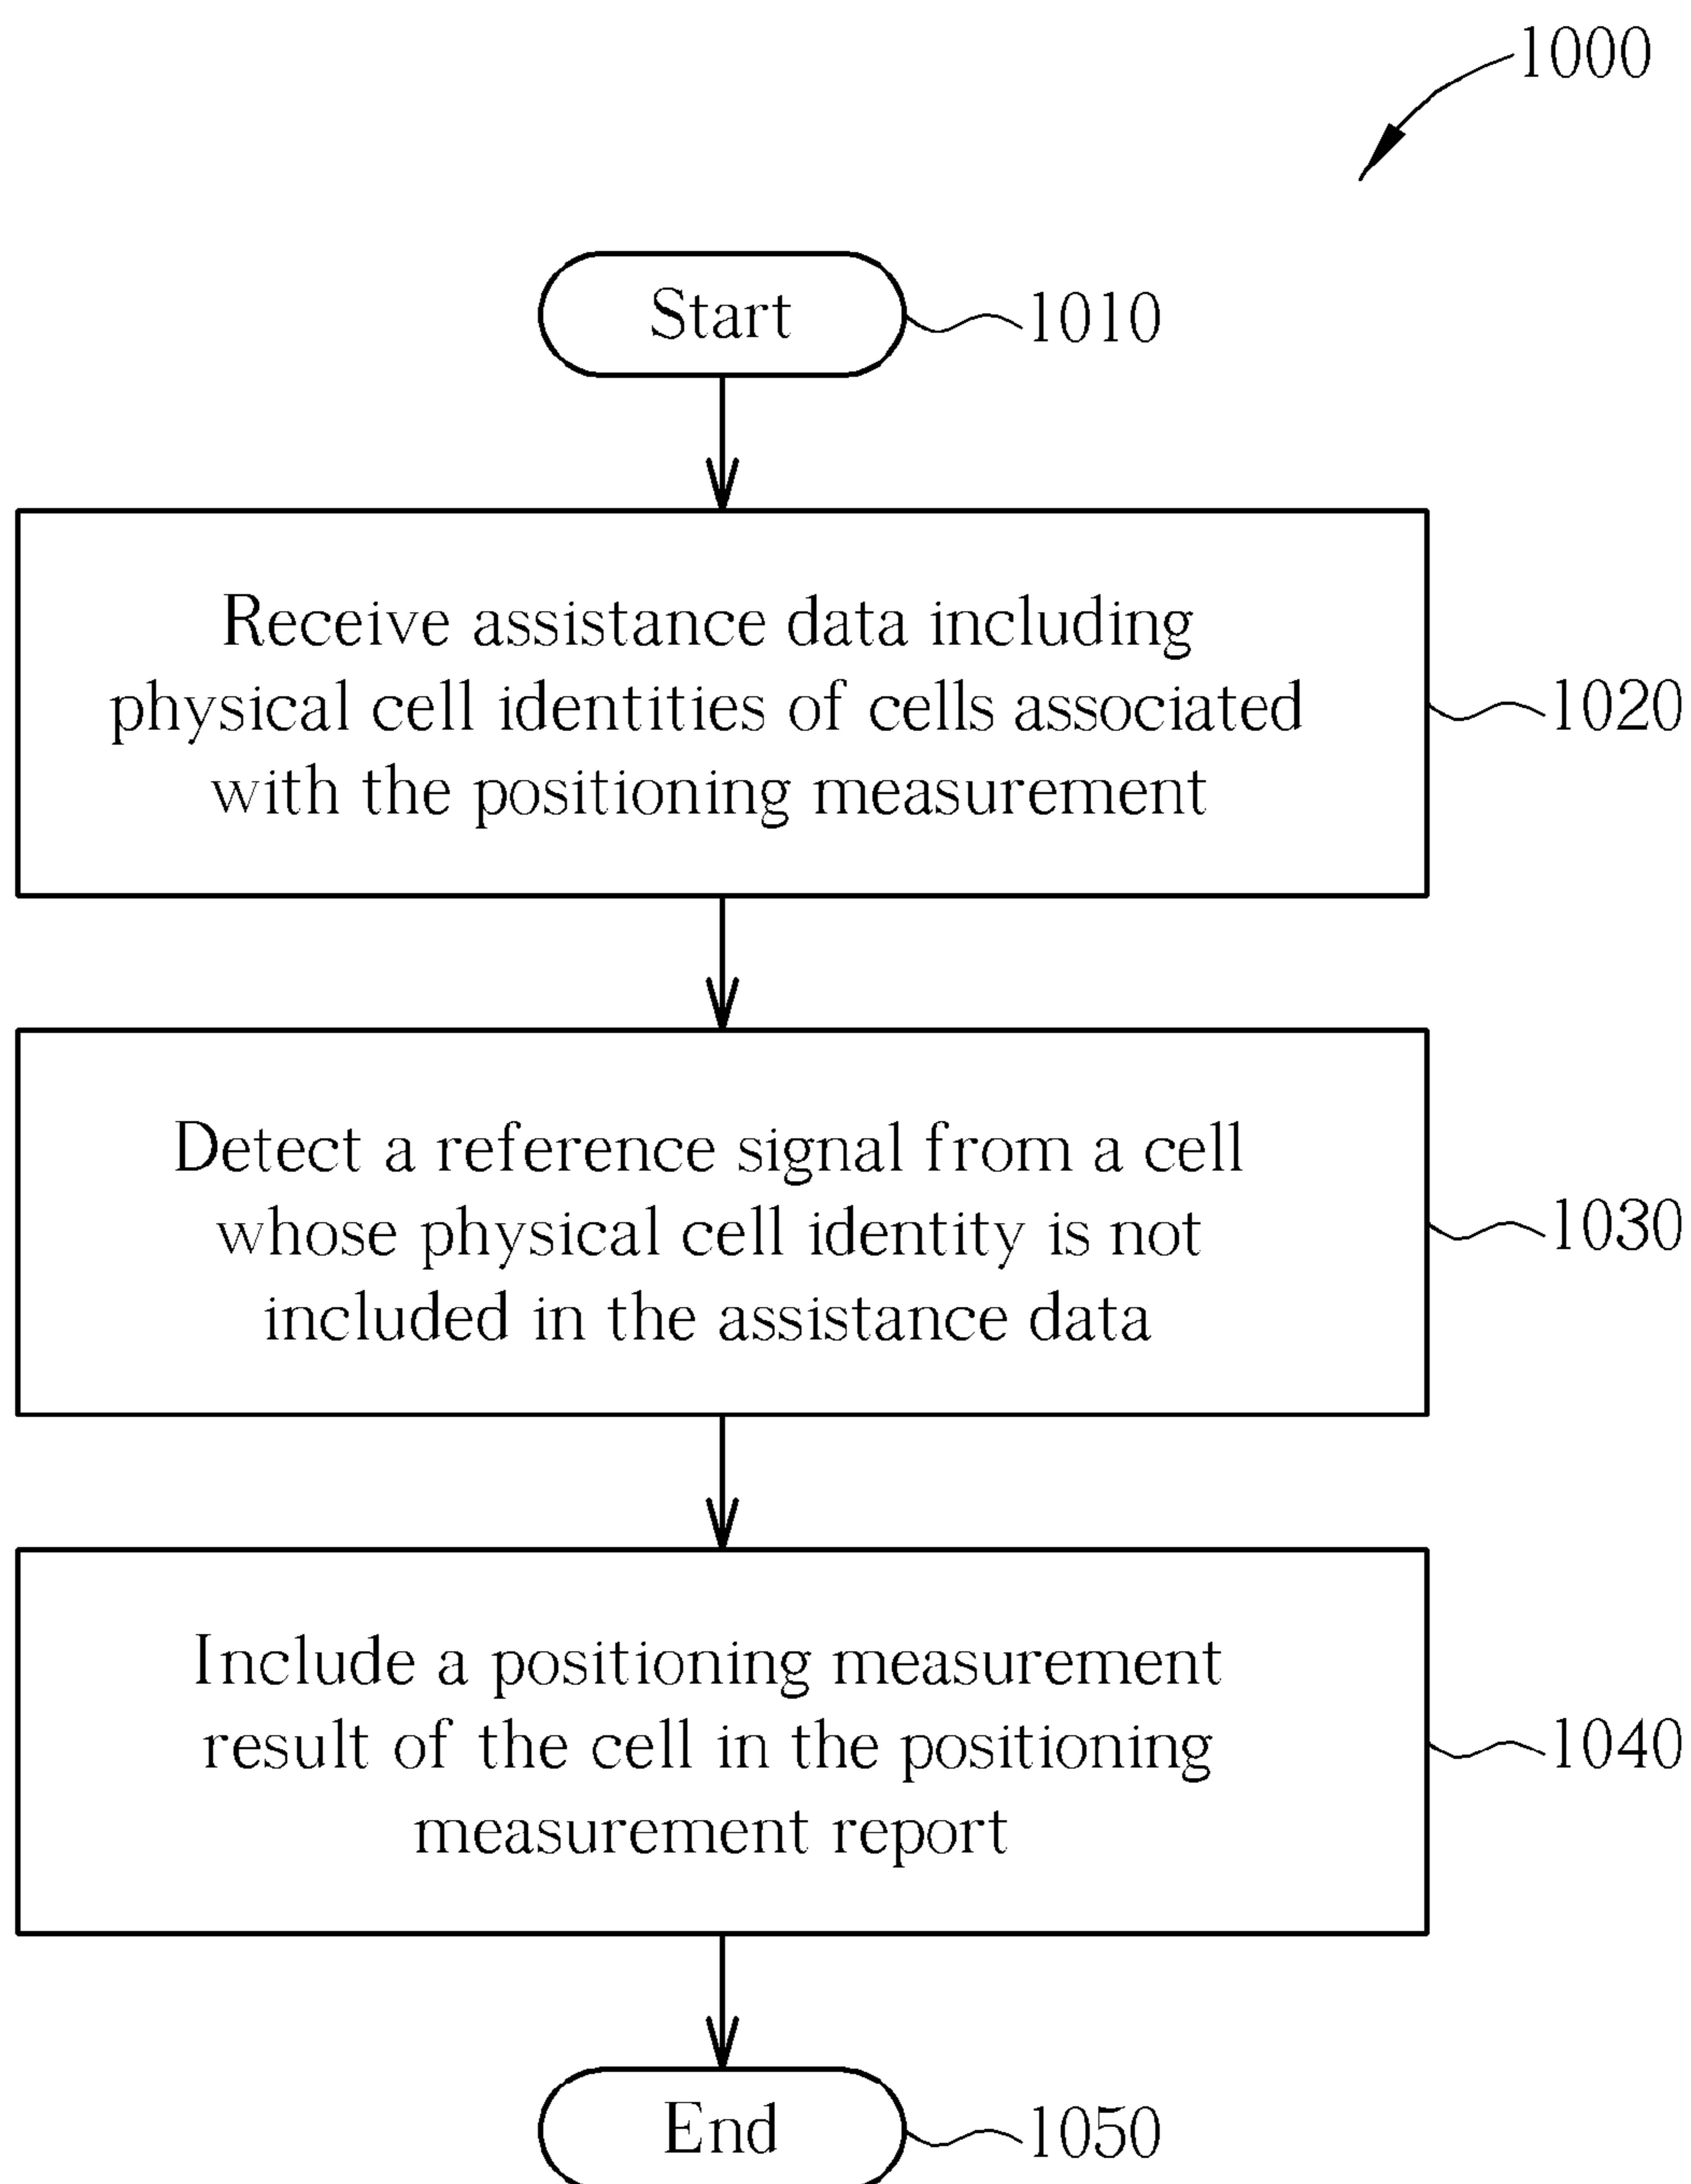 1000
Start
1010
Receive assistance data including
physical cell identities of cells associated
with the positioning measurement
1020
Detect a reference signal from a cell
whose physical cell identity is not
included in the assistance data
1030
Include a positioning measurement
result of the cell in the positioning
measurement report
1040
End
1050